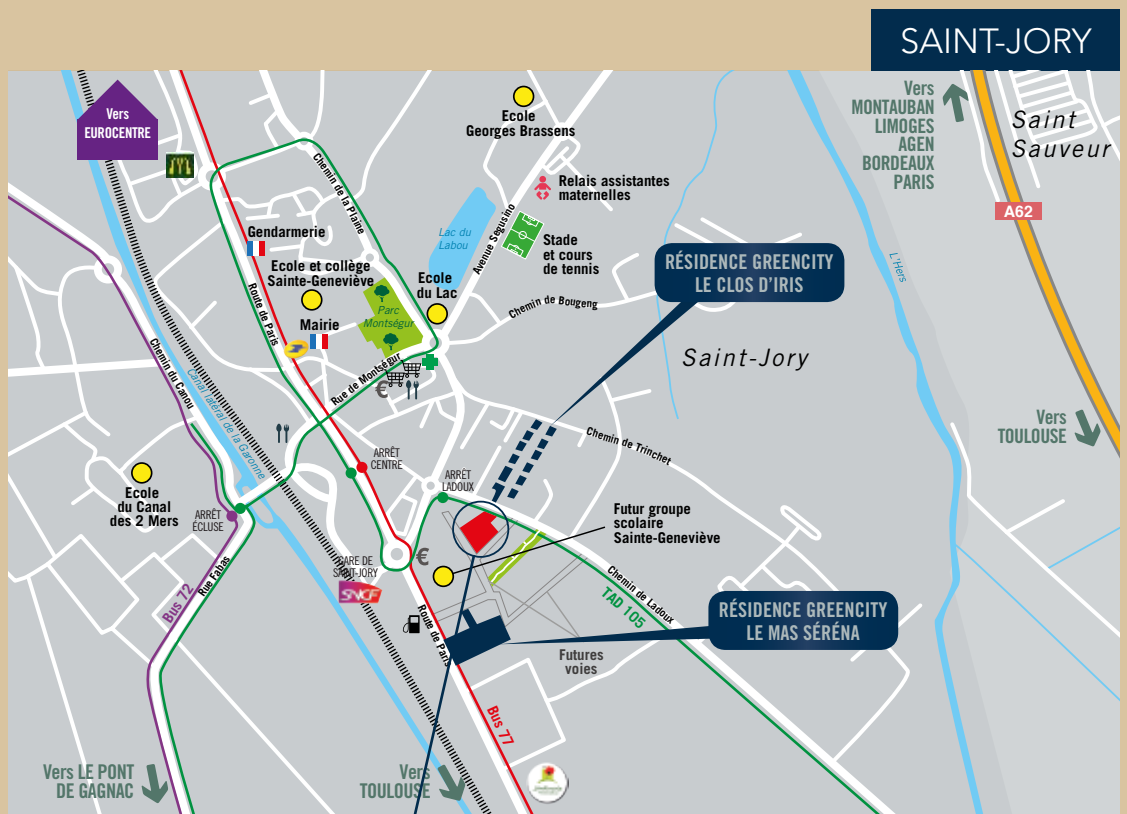 SAINT-JORY
Vers
EUROCENTRE
Ecole
Georges Brassens
Vers
MONTAUBAN
LIMOGES
AGEN
BORDEAUX
PARIS
Saint
Sauveur
A62
Chemin de la Plaine
Relais assistantes
maternelles
Gendarmerie
Lac du
Labou
Avenue Segusino
Stade
et cours
de tennis
Ecole et collège
Sainte-Geneviève
Ecole
du Lac
RÉSIDENCE GREENCITY
LE CLOS D'IRIS
L'Hers
Route de Paris
Parc
Montségur
Chemin de Bougeng
Mairie
Saint-Jory
Chemin du Canou
Canal latéral de la Garonne
Rue de Montségur
€
Vers
TOULOUSE
Chemin de Trinchet
ARRÊT
CENTRE
ARRÊT
LADOUX
Ecole
du Canal
des 2 Mers
ARRÊT
ÉCLUSE
Futur groupe
scolaire
Sainte-Geneviève
€
GARE DE
SAINT-JORY
SNCF
Rue Fabas
Bus 72
Chemin de Ladoux
TAD 105
Route de Paris
RÉSIDENCE GREENCITY
LE MAS SÉRÉNA
Futures
voies
Bus 77
Vers LE PONT
DE GAGNAC
Vers
TOULOUSE